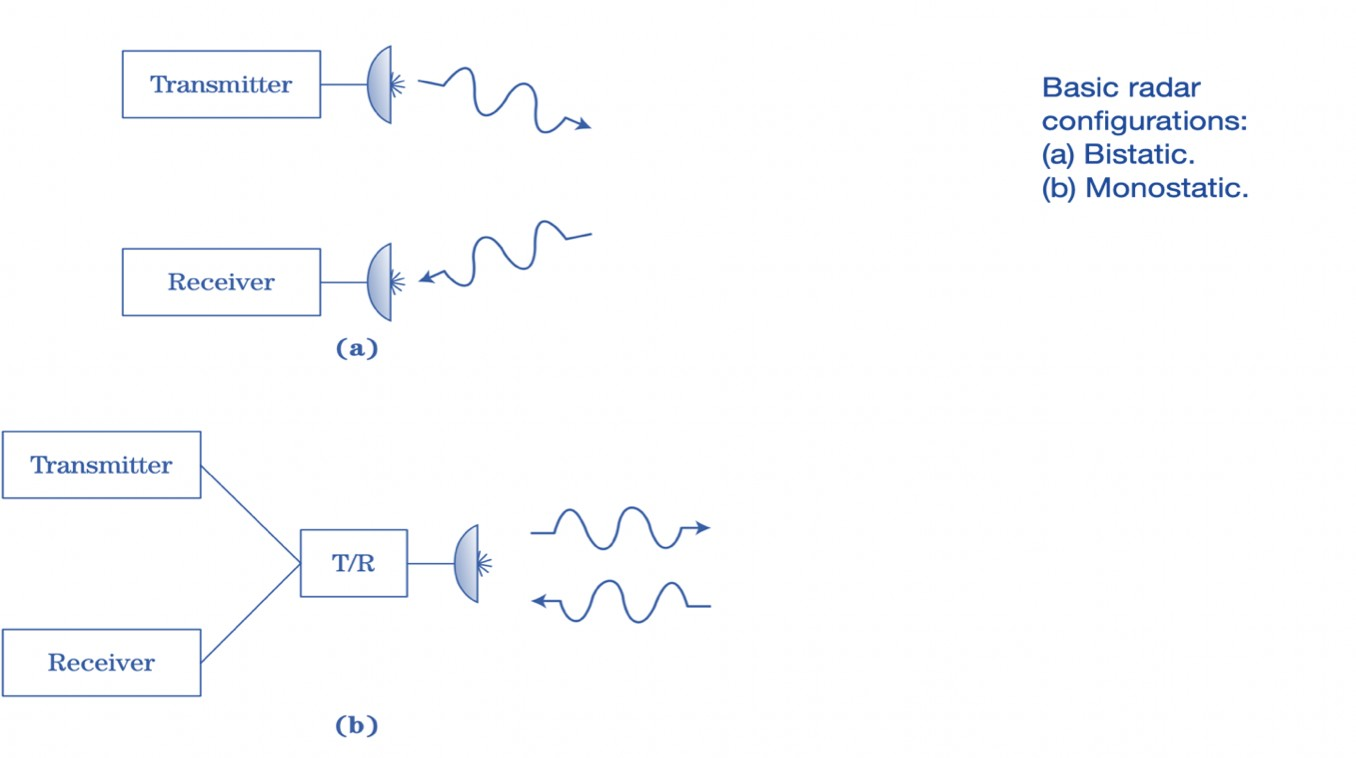 Transmitter
Receiver
(a)
Transmitter
T/R
Receiver
(b)
Basic radar
configurations:
(a) Bistatic.
(b) Monostatic.